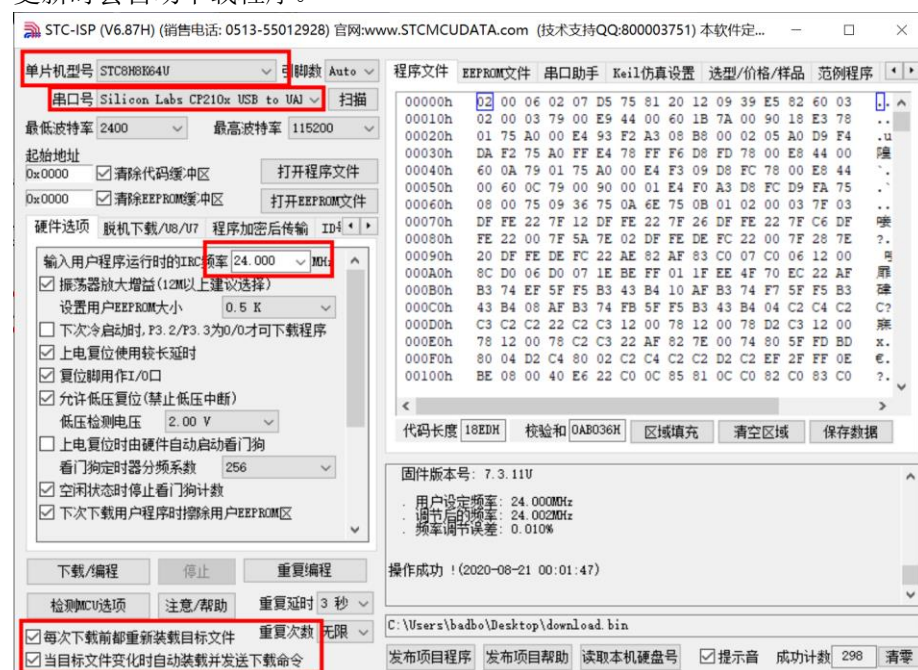 更新时会自动下载程序。
STC-ISP (V6.87H) (销售电话: 0513-55012928) 官网:www.STCMCUDATA.com (技术支持QQ:800003751) 本软件定...
单片机型号 STC8H8K64U 引脚数 Auto
串口号 Silicon Labs CP210x USB to UA 扫描
最低波特率 2400 最高波特率 115200
起始地址
0x0000 清除代码缓冲区 打开程序文件
0x0000 清除EEPROM缓冲区 打开EEPROM文件
硬件选项 脱机下载/U8/U7 程序加密后传输 ID
输入用户程序运行时的IRC频率 24.000 MHz
振荡器放大增益(12M以上建议选择)
设置用户EEPROM大小 0.5 K
下次冷启动时, P3.2/P3.3为0/0才可下载程序
上电复位使用较长延时
复位脚用作I/O口
允许低压复位(禁止低压中断)
低压检测电压 2.00 V
上电复位时由硬件自动启动看门狗
看门狗定时器分频系数 256
空闲状态时停止看门狗计数
下次下载用户程序时擦除用户EEPROM区
下载/编程 停止 重复编程
检测MCU选项 注意/帮助 重复延时 3 秒
每次下载前都重新装载目标文件 重复次数 无限
当目标文件变化时自动装载并发送下载命令
程序文件 EEPROM文件 串口助手 Keil仿真设置 选型/价格/样品 范例程序
00000h 02 00 06 02 07 D5 75 81 20 12 09 39 E5 82 60 03 ..
00010h 02 00 03 79 00 E9 44 00 60 1B 7A 00 90 18 E3 78 ..
00020h 01 75 A0 00 E4 93 F2 A3 08 B8 00 02 05 A0 D9 F4 .u
00030h DA F2 75 A0 FF E4 78 FF F6 D8 FD 78 00 E8 44 00
00040h 60 0A 79 01 75 A0 00 E4 F3 09 D8 FC 78 00 E8 44 `.
00050h 00 60 0C 79 00 90 00 01 E4 F0 A3 D8 FC D9 FA 75 .`
00060h 08 00 75 09 36 75 0A 6E 75 0B 01 02 00 03 7F 03 ..
00070h DF FE 22 7F 12 DF FE 22 7F 26 DF FE 22 7F C6 DF
00080h FE 22 00 7F 5A 7E 02 DF FE DE FC 22 00 7F 28 7E ?.
00090h 20 DF FE DE FC 22 AE 82 AF 83 C0 07 C0 06 12 00
000A0h 8C D0 06 D0 07 1E BE FF 01 1F EE 4F 70 EC 22 AF
000B0h B3 74 EF 5F F5 B3 43 B4 10 AF B3 74 F7 5F F5 B3
000C0h 43 B4 08 AF B3 74 FB 5F F5 B3 43 B4 04 C2 C4 C2 C?
000D0h C3 C2 C2 22 C2 C3 12 00 78 12 00 78 D2 C3 12 00
000E0h 78 12 00 78 C2 C3 22 AF 82 7E 00 74 80 5F FD BD x.
000F0h 80 04 D2 C4 80 02 C2 C4 C2 C2 D2 C2 EF 2F FF 0E €.
00100h BE 08 00 40 E6 22 C0 0C 85 81 0C C0 82 C0 83 C0 ?.
代码长度 18EDH 校验和 0AB036H 区域填充 清空区域 保存数据
固件版本号: 7.3.11U
. 用户设定频率: 24.000MHz
. 调节后的频率: 24.002MHz
. 频率调节误差: 0.010%
操作成功 !(2020-08-21 00:01:47)
C:\Users\badbo\Desktop\download.bin
发布项目程序 发布项目帮助 读取本机硬盘号 提示音 成功计数 298 清零